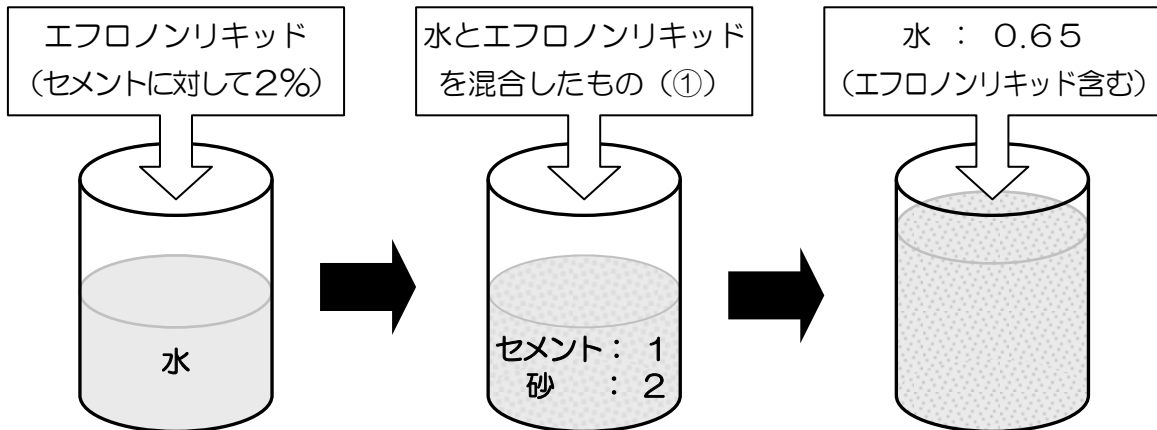 エフロノンリキッド
(セメントに対して2%)
水とエフロノンリキッド
を混合したもの(①)
水 : 0.65
(エフロノンリキッド含む)
水
セメント: 1
砂 : 2